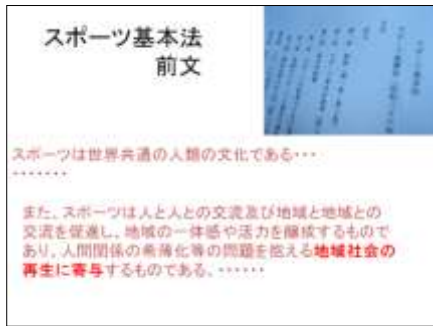 スポーツ基本法
前文
スポーツは世界共通の人類の文化である・・・
・・・・・・・
また、スポーツは人と人との交流及び地域と地域との
交流を促進し、地域の一体感や活力を醸成するもので
あり、人間関係の希薄化等の問題を抱える地域社会の
再生に寄与するものである、・・・・・・